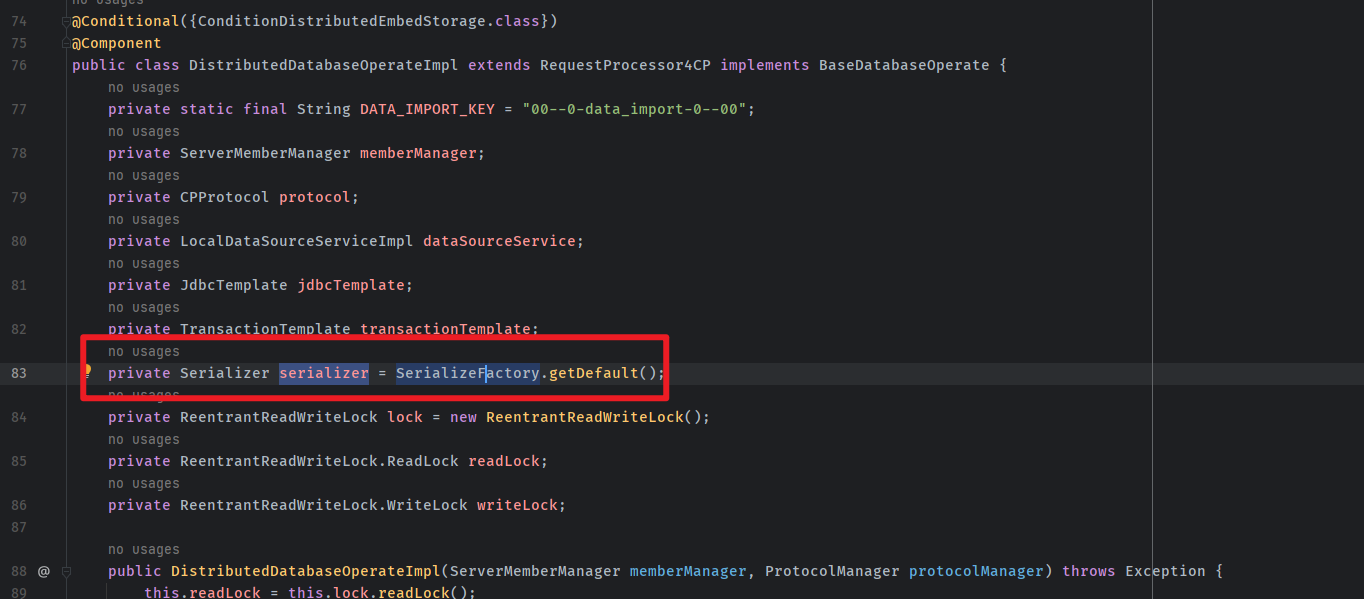 no usages
74 @Conditional({ConditionDistributedEmbedStorage.class})
75 @Component
76 public class DistributedDatabaseOperateImpl extends RequestProcessor4CP implements BaseDatabaseOperate {
no usages
77 private static final String DATA_IMPORT_KEY = "00--0-data_import-0--00";
no usages
78 private ServerMemberManager memberManager;
no usages
79 private CPProtocol protocol;
no usages
80 private LocalDataSourceServiceImpl dataSourceService;
no usages
81 private JdbcTemplate jdbcTemplate;
no usages
82 private TransactionTemplate transactionTemplate;
no usages
83 private Serializer serializer = SerializeFactory.getDefault();
no usages
84 private ReentrantReadWriteLock lock = new ReentrantReadWriteLock();
no usages
85 private ReentrantReadWriteLock.ReadLock readLock;
no usages
86 private ReentrantReadWriteLock.WriteLock writeLock;
87
no usages
88 @ public DistributedDatabaseOperateImpl(ServerMemberManager memberManager, ProtocolManager protocolManager) throws Exception {
89 this.readLock = this.lock.readLock();